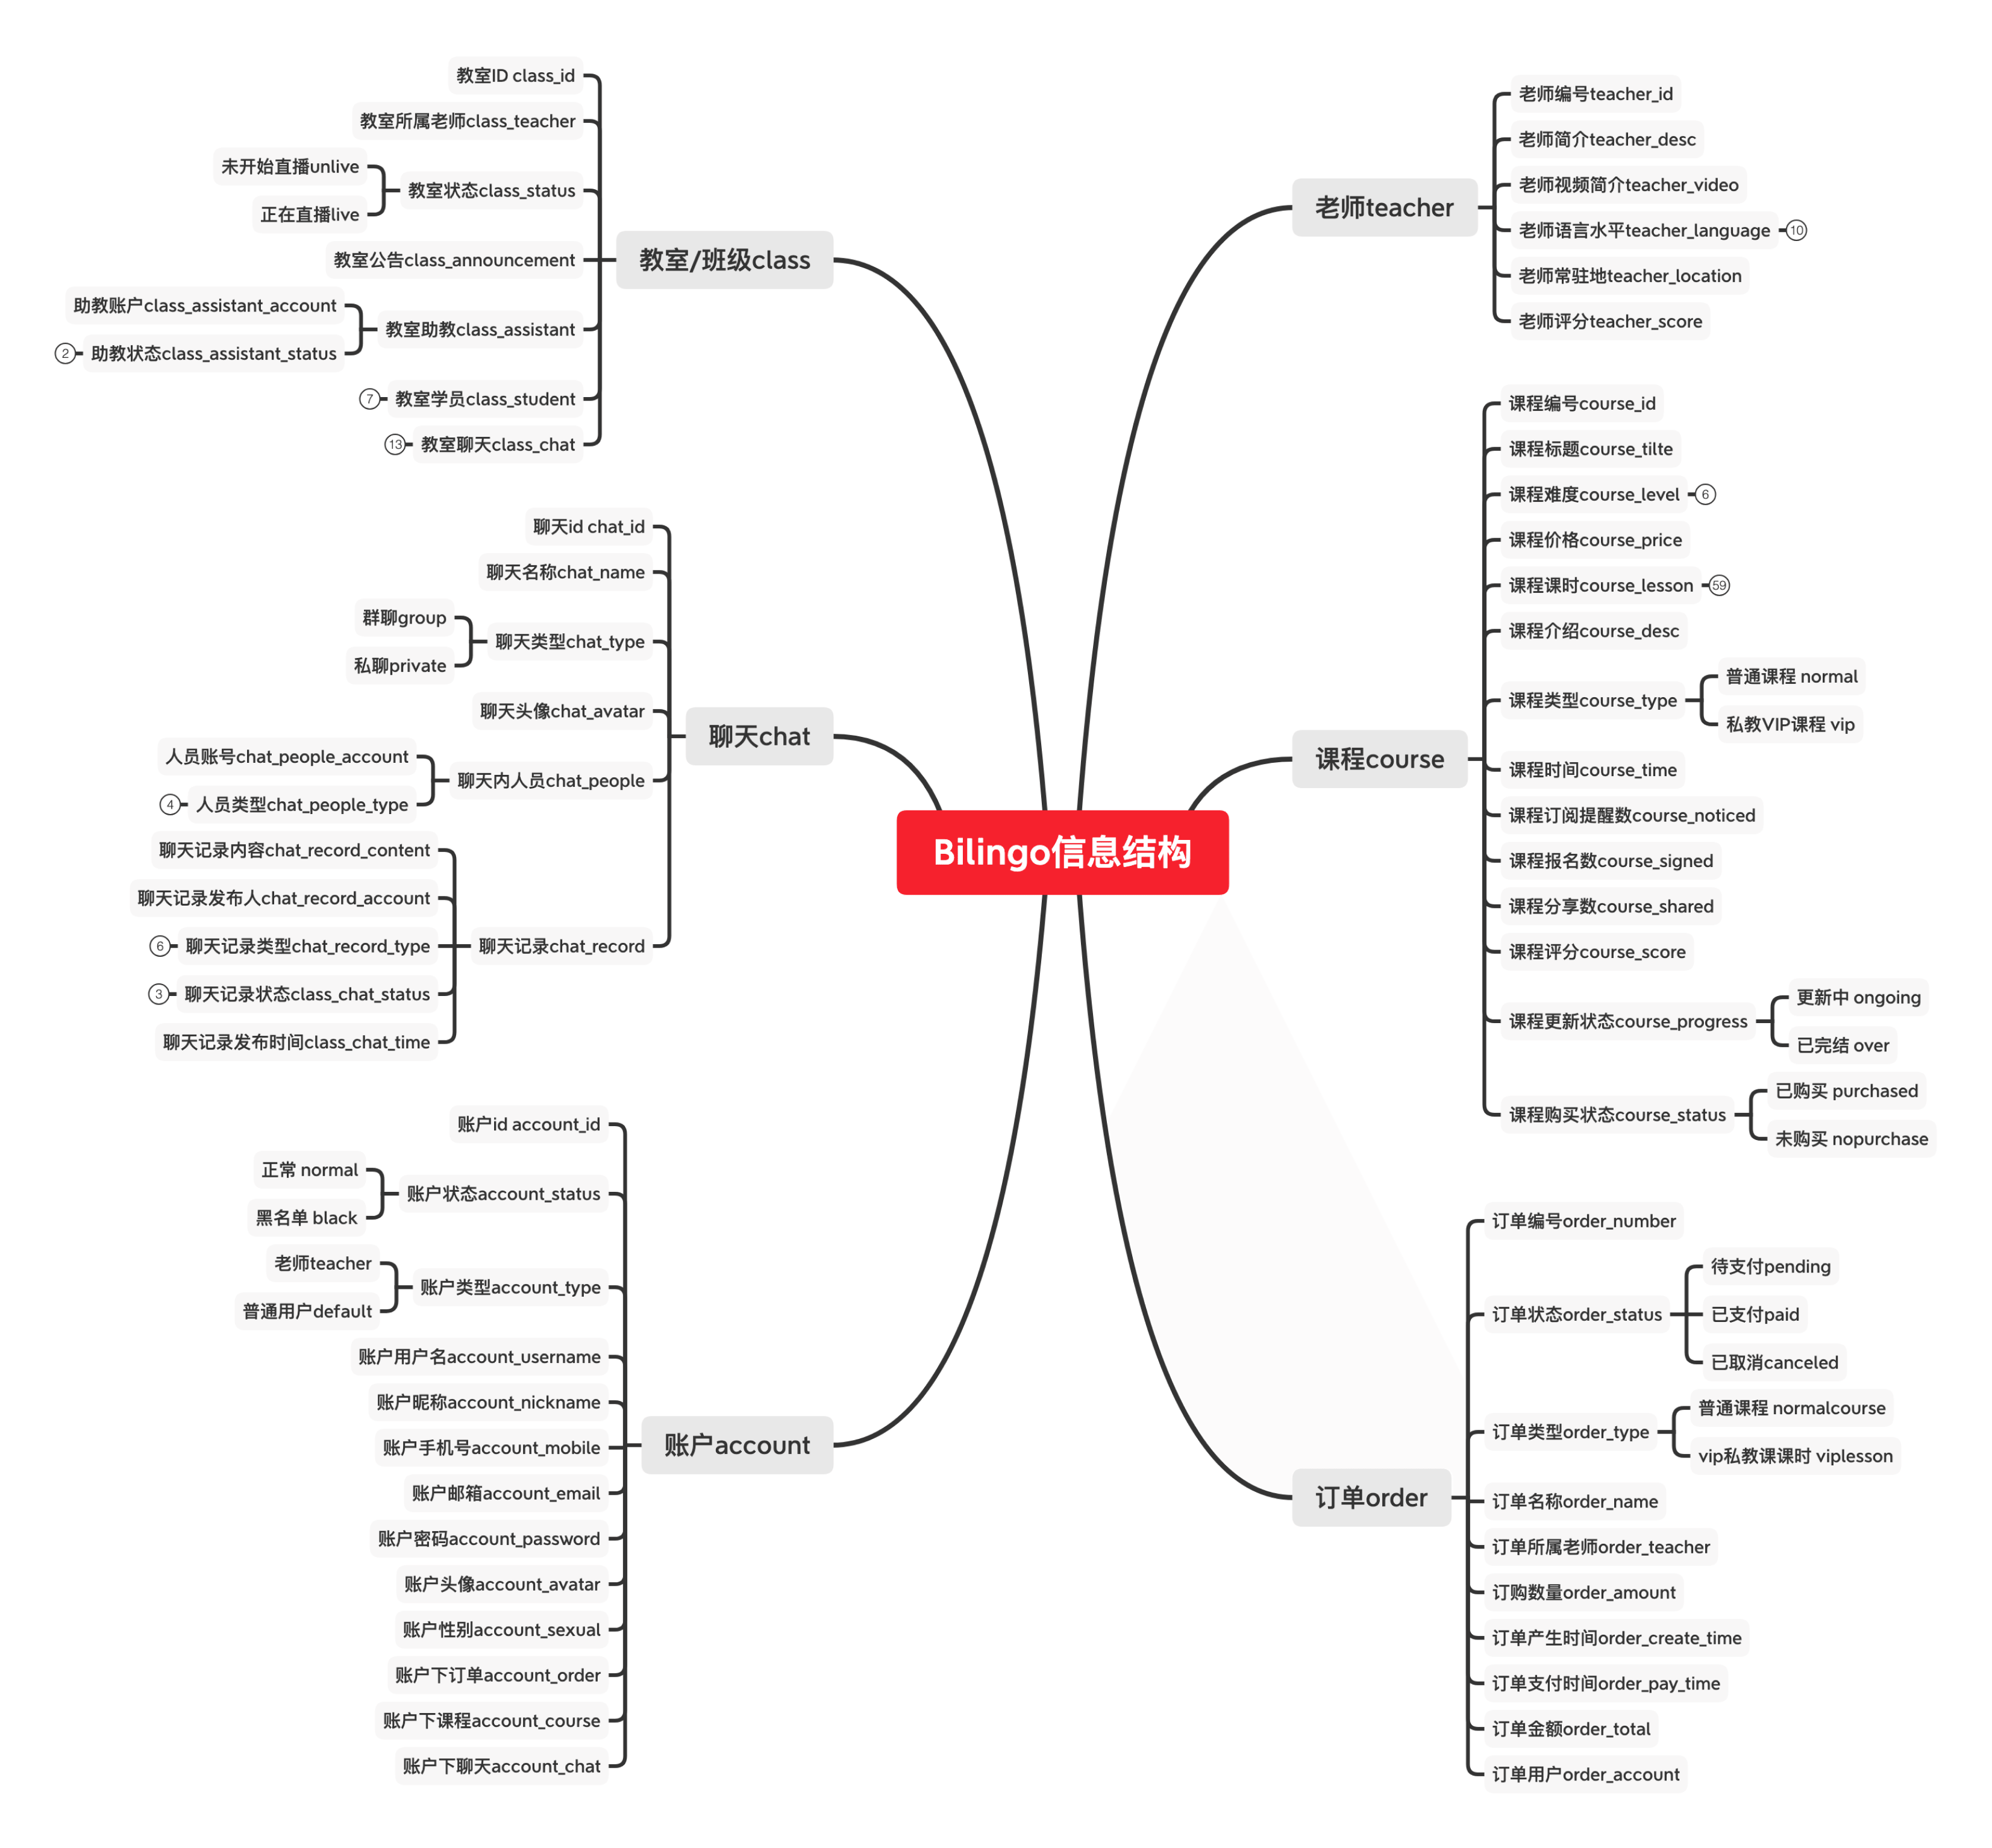 Bilingo信息结构
老师teacher
老师编号teacher_id
老师简介teacher_desc
老师视频简介teacher_video
老师语言水平teacher_language
10
老师常驻地teacher_location
老师评分teacher_score
课程course
课程编号course_id
课程标题course_tilte
课程难度course_level
6
课程价格course_price
课程课时course_lesson
59
课程介绍course_desc
课程类型course_type
普通课程 normal
私教VIP课程 vip
课程时间course_time
课程订阅提醒数course_noticed
课程报名数course_signed
课程分享数course_shared
课程评分course_score
课程更新状态course_progress
更新中 ongoing
已完结 over
课程购买状态course_status
已购买 purchased
未购买 nopurchase
订单order
订单编号order_number
订单状态order_status
待支付pending
已支付paid
已取消canceled
订单类型order_type
普通课程 normalcourse
vip私教课课时 viplesson
订单名称order_name
订单所属老师order_teacher
订购数量order_amount
订单产生时间order_create_time
订单支付时间order_pay_time
订单金额order_total
订单用户order_account
教室/班级class
教室ID class_id
教室所属老师class_teacher
教室状态class_status
未开始直播unlive
正在直播live
教室公告class_announcement
教室助教class_assistant
助教账户class_assistant_account
助教状态class_assistant_status
2
教室学员class_student
7
教室聊天class_chat
13
聊天chat
聊天id chat_id
聊天名称chat_name
聊天类型chat_type
群聊group
私聊private
聊天头像chat_avatar
聊天内人员chat_people
人员账号chat_people_account
人员类型chat_people_type
4
聊天记录chat_record
聊天记录内容chat_record_content
聊天记录发布人chat_record_account
聊天记录类型chat_record_type
6
聊天记录状态class_chat_status
3
聊天记录发布时间class_chat_time
账户account
账户id account_id
账户状态account_status
正常 normal
黑名单 black
账户类型account_type
老师teacher
普通用户default
账户用户名account_username
账户昵称account_nickname
账户手机号account_mobile
账户邮箱account_email
账户密码account_password
账户头像account_avatar
账户性别account_sexual
账户下订单account_order
账户下课程account_course
账户下聊天account_chat